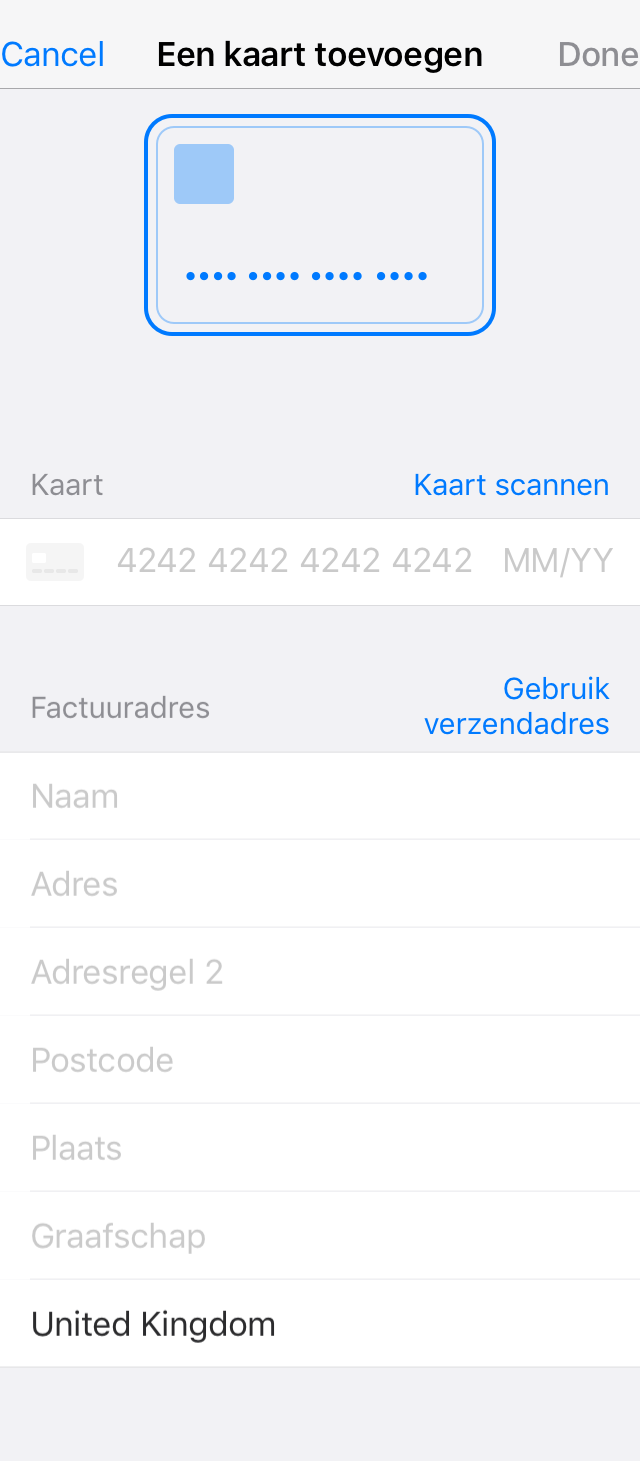 Cancel Een kaart toevoegen Done
•••• •••• •••• ••••
Kaart Kaart scannen
4242 4242 4242 4242 MM/YY
Factuuradres Gebruik
verzendadres
Naam
Adres
Adresregel 2
Postcode
Plaats
Graafschap
United Kingdom